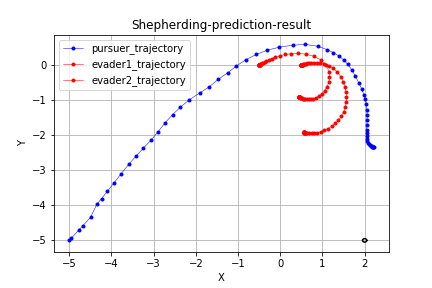 Shepherding-prediction-result
pursuer_trajectory
evader1_trajectory
evader2_trajectory
Y
0
−1
−2
−3
−4
−5
−5 −4 −3 −2 −1 0 1 2
X